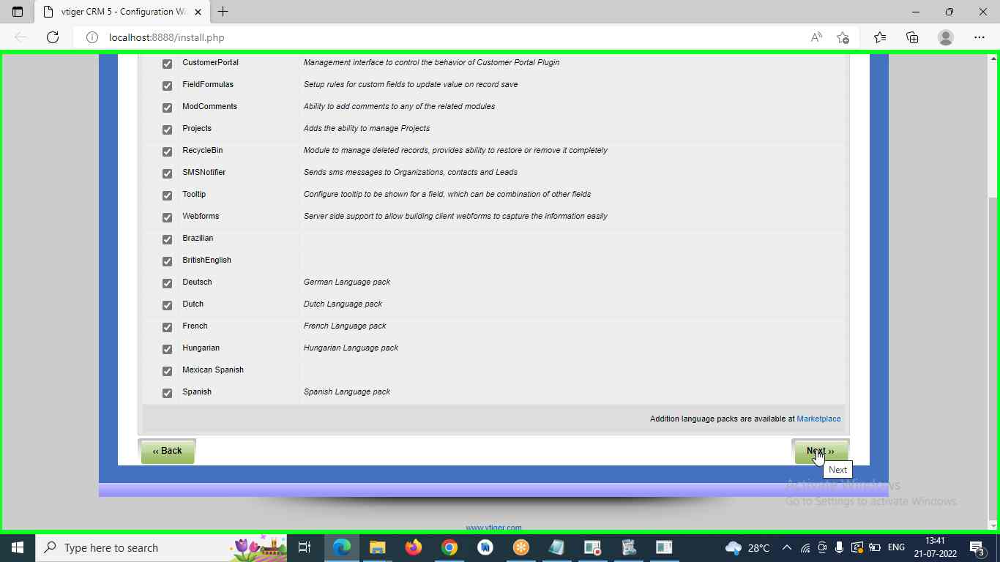 vtiger CRM 5 - Configuration Wi
localhost:8888/install.php
CustomerPortal Management interface to control the behavior of Customer Portal Plugin
FieldFormulas Setup rules for custom fields to update value on record save
ModComments Ability to add comments to any of the related modules
Projects Adds the ability to manage Projects
RecycleBin Module to manage deleted records, provides ability to restore or remove it completely
SMSNotifier Sends sms messages to Organizations, contacts and Leads
Tooltip Configure tooltip to be shown for a field, which can be combination of other fields
Webforms Server side support to allow building client webforms to capture the information easily
Brazilian
BritishEnglish
Deutsch German Language pack
Dutch Dutch Language pack
French French Language pack
Hungarian Hungarian Language pack
Mexican Spanish
Spanish Spanish Language pack
Addition language packs are available at Marketplace
‹‹ Back Next ››
Next
Activate Windows
Go to Settings to activate Windows.
www.vtiger.com
Type here to search 28°C ENG 13:41
21-07-2022 3